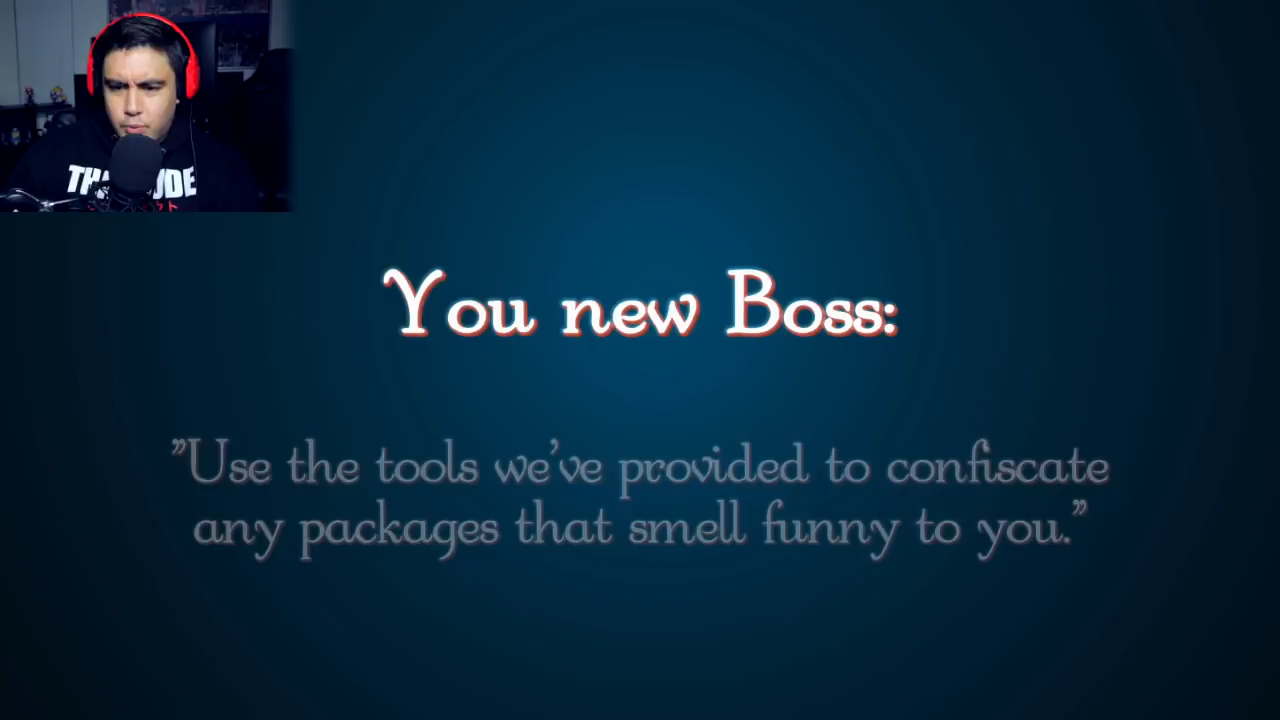 You new Boss:
”Use the tools we’ve provided to confiscate
any packages that smell funny to you.”